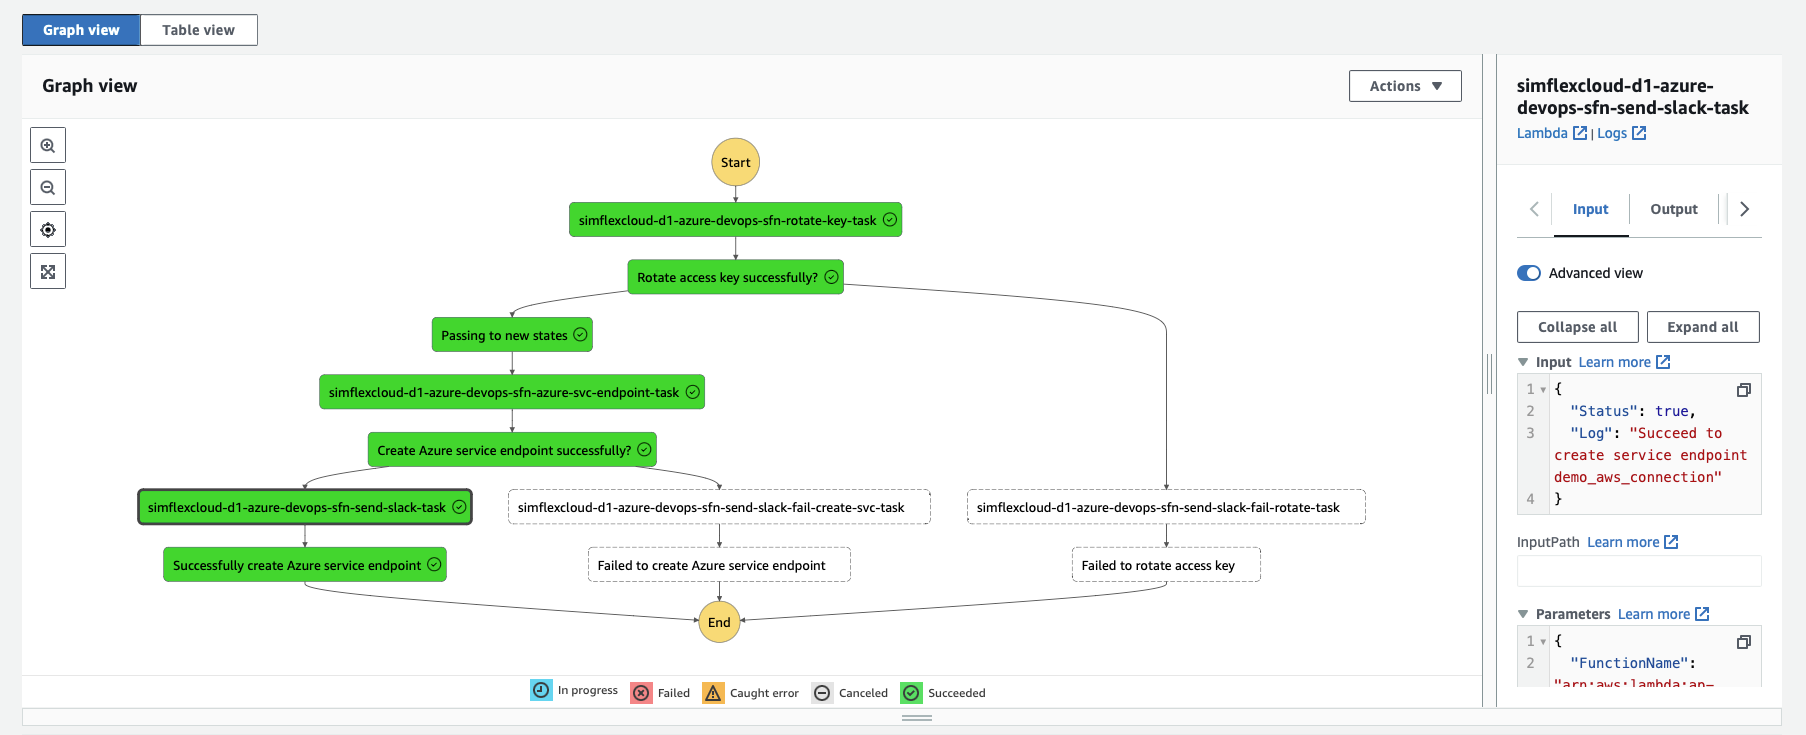 Graph view
Table view
Graph view
Actions
Start
simflexcloud-d1-azure-devops-sfn-rotate-key-task
Rotate access key successfully?
Passing to new states
simflexcloud-d1-azure-devops-sfn-azure-svc-endpoint-task
Create Azure service endpoint successfully?
simflexcloud-d1-azure-devops-sfn-send-slack-task
simflexcloud-d1-azure-devops-sfn-send-slack-fail-create-svc-task
simflexcloud-d1-azure-devops-sfn-send-slack-fail-rotate-task
Successfully create Azure service endpoint
Failed to create Azure service endpoint
Failed to rotate access key
End
In progress
Failed
Caught error
Canceled
Succeeded
simflexcloud-d1-azure-
devops-sfn-send-slack-task
Lambda | Logs
Input
Output
Advanced view
Collapse all
Expand all
Input Learn more
1 {
2 "Status": true,
3 "Log": "Succeed to
create service endpoint
demo_aws_connection"
4 }
InputPath Learn more
Parameters Learn more
1 {
2 "FunctionName":
"arn:aws:lambda:ap-